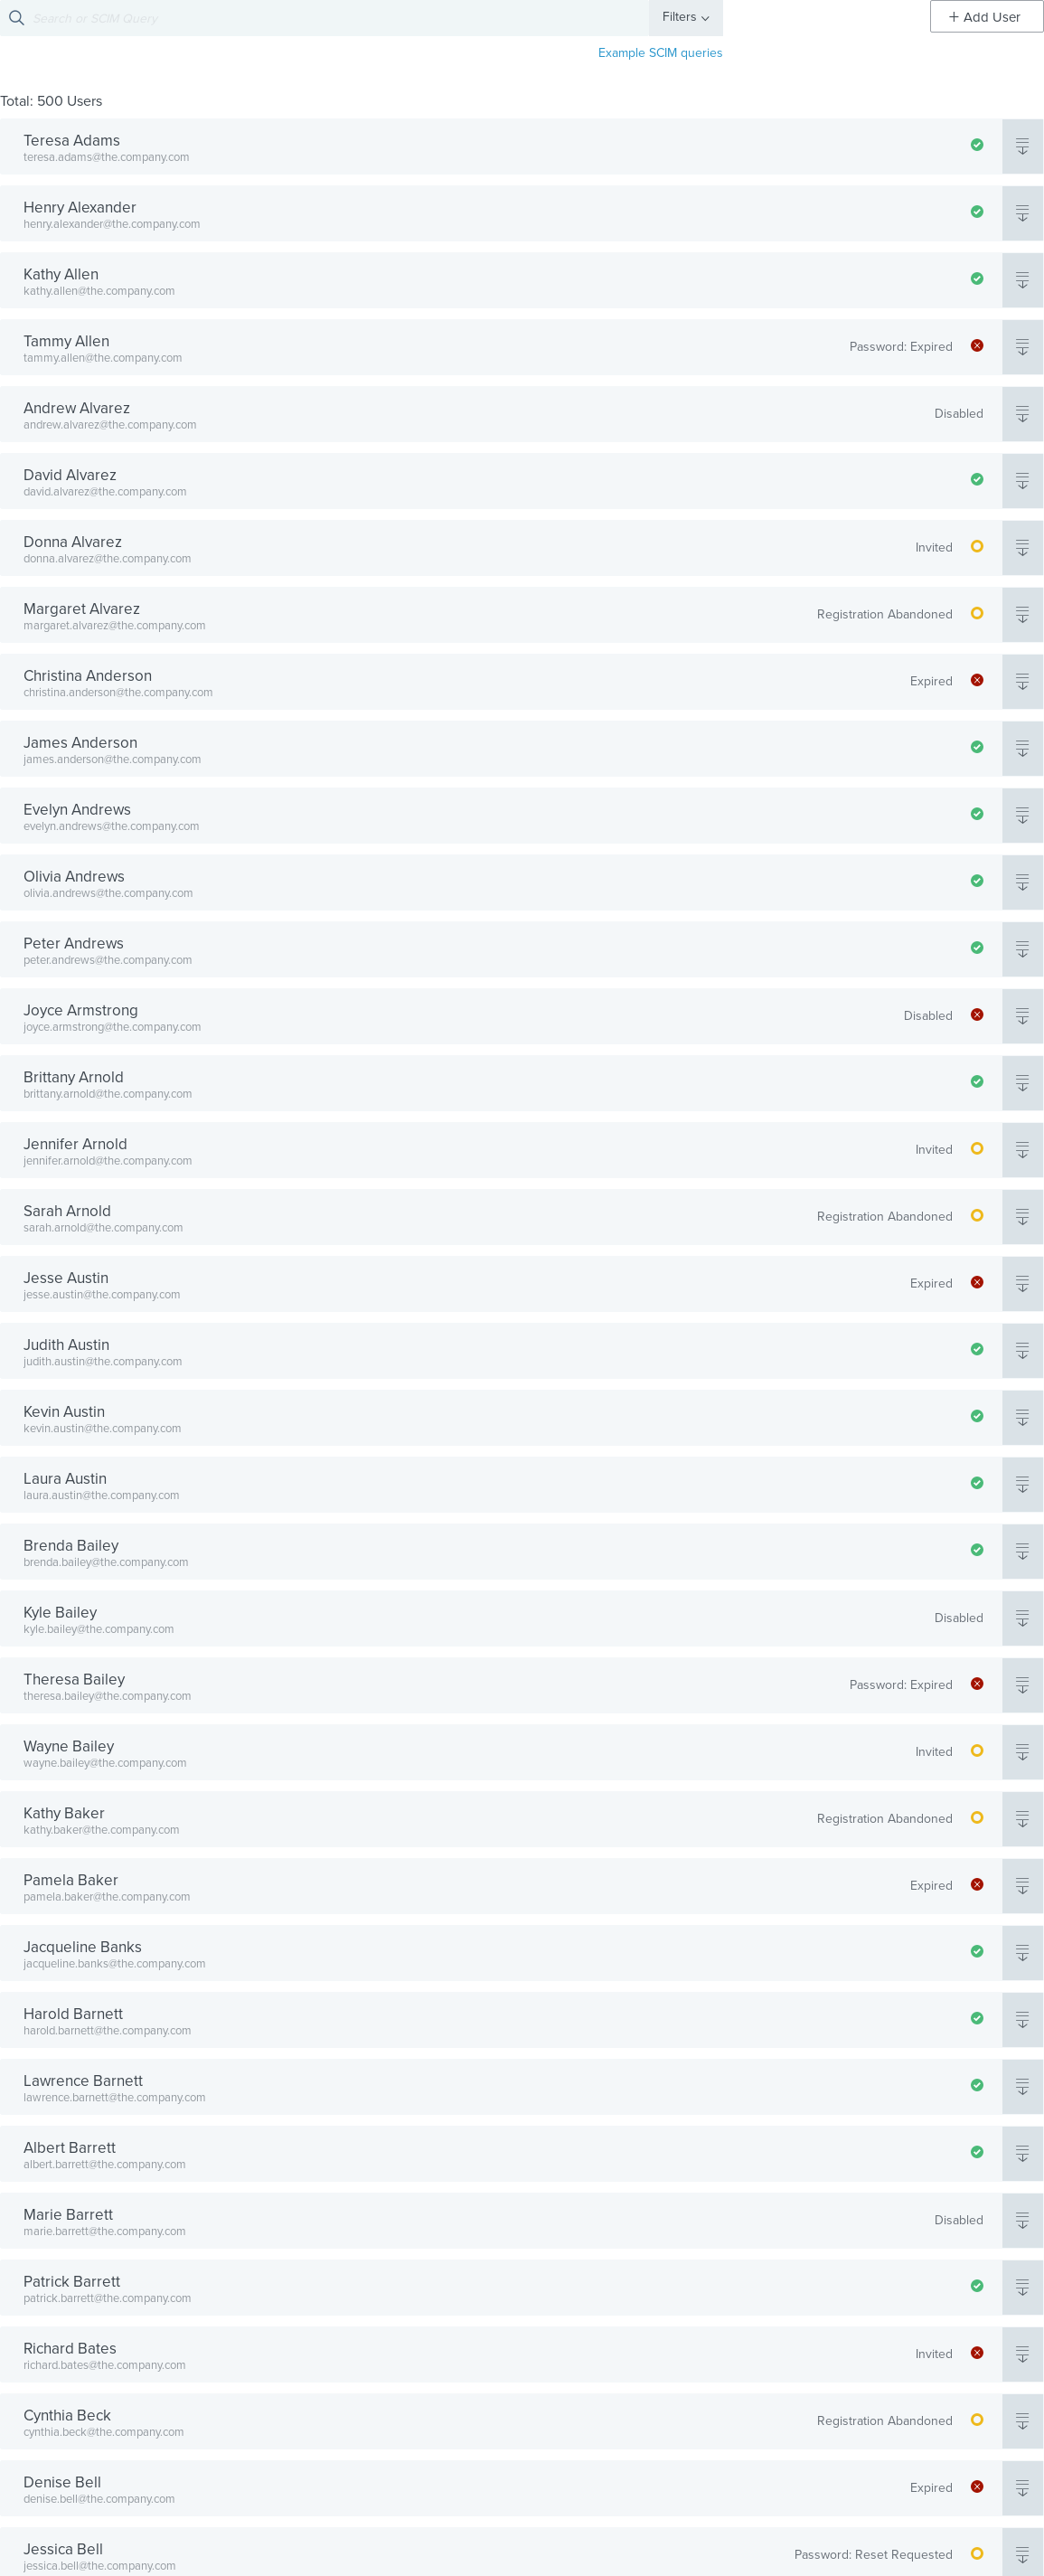 Search or SCIM Query
Filters
+ Add User
Example SCIM queries
Total: 500 Users
Teresa Adams
teresa.adams@the.company.com
Henry Alexander
henry.alexander@the.company.com
Kathy Allen
kathy.allen@the.company.com
Tammy Allen
tammy.allen@the.company.com
Password: Expired
Andrew Alvarez
andrew.alvarez@the.company.com
Disabled
David Alvarez
david.alvarez@the.company.com
Donna Alvarez
donna.alvarez@the.company.com
Invited
Margaret Alvarez
margaret.alvarez@the.company.com
Registration Abandoned
Christina Anderson
christina.anderson@the.company.com
Expired
James Anderson
james.anderson@the.company.com
Evelyn Andrews
evelyn.andrews@the.company.com
Olivia Andrews
olivia.andrews@the.company.com
Peter Andrews
peter.andrews@the.company.com
Joyce Armstrong
joyce.armstrong@the.company.com
Disabled
Brittany Arnold
brittany.arnold@the.company.com
Jennifer Arnold
jennifer.arnold@the.company.com
Invited
Sarah Arnold
sarah.arnold@the.company.com
Registration Abandoned
Jesse Austin
jesse.austin@the.company.com
Expired
Judith Austin
judith.austin@the.company.com
Kevin Austin
kevin.austin@the.company.com
Laura Austin
laura.austin@the.company.com
Brenda Bailey
brenda.bailey@the.company.com
Kyle Bailey
kyle.bailey@the.company.com
Disabled
Theresa Bailey
theresa.bailey@the.company.com
Password: Expired
Wayne Bailey
wayne.bailey@the.company.com
Invited
Kathy Baker
kathy.baker@the.company.com
Registration Abandoned
Pamela Baker
pamela.baker@the.company.com
Expired
Jacqueline Banks
jacqueline.banks@the.company.com
Harold Barnett
harold.barnett@the.company.com
Lawrence Barnett
lawrence.barnett@the.company.com
Albert Barrett
albert.barrett@the.company.com
Marie Barrett
marie.barrett@the.company.com
Disabled
Patrick Barrett
patrick.barrett@the.company.com
Richard Bates
richard.bates@the.company.com
Invited
Cynthia Beck
cynthia.beck@the.company.com
Registration Abandoned
Denise Bell
denise.bell@the.company.com
Expired
Jessica Bell
jessica.bell@the.company.com
Password: Reset Requested